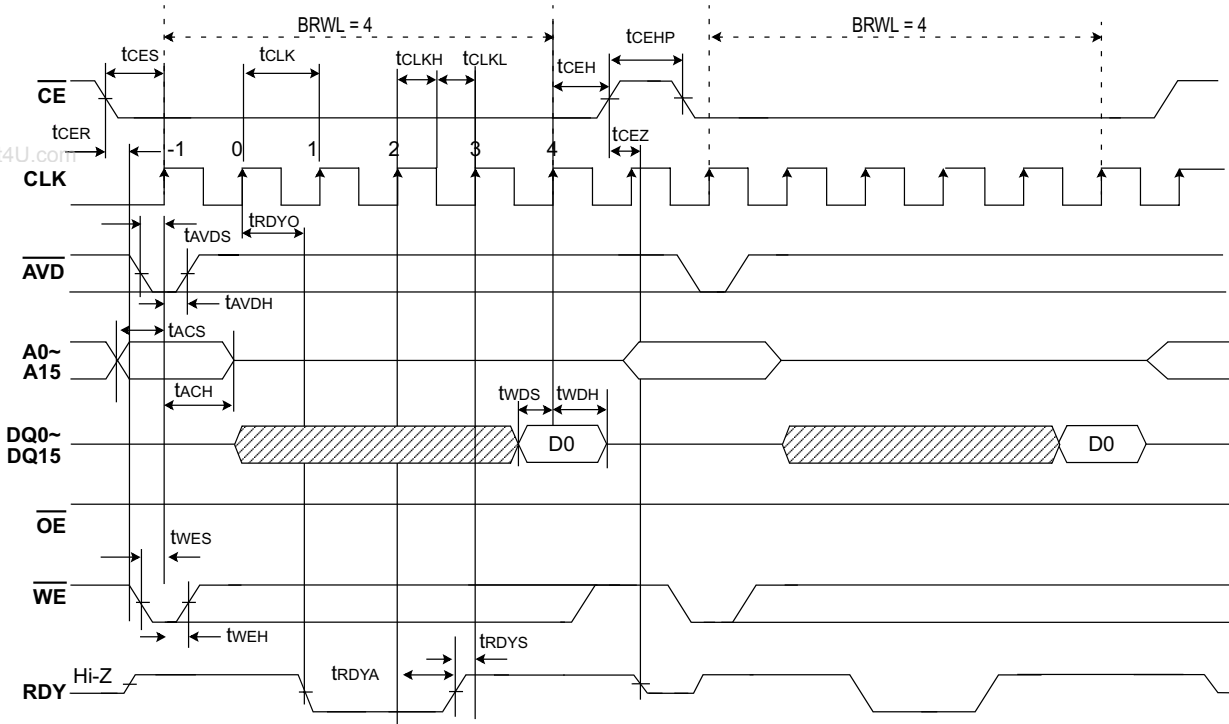 BRWL = 4
BRWL = 4
tCES
tCLK
tCLKH
tCLKL
tCEH
tCEHP
CE
tCER
tCEZ
t4U.com
-1
0
1
2
3
4
CLK
tRDYO
tAVDS
AVD
tAVDH
tACS
A0~
A15
tACH
tWDS
tWDH
DQ0~
DQ15
D0
D0
OE
tWES
WE
tWEH
tRDYS
tRDYA
Hi-Z
RDY